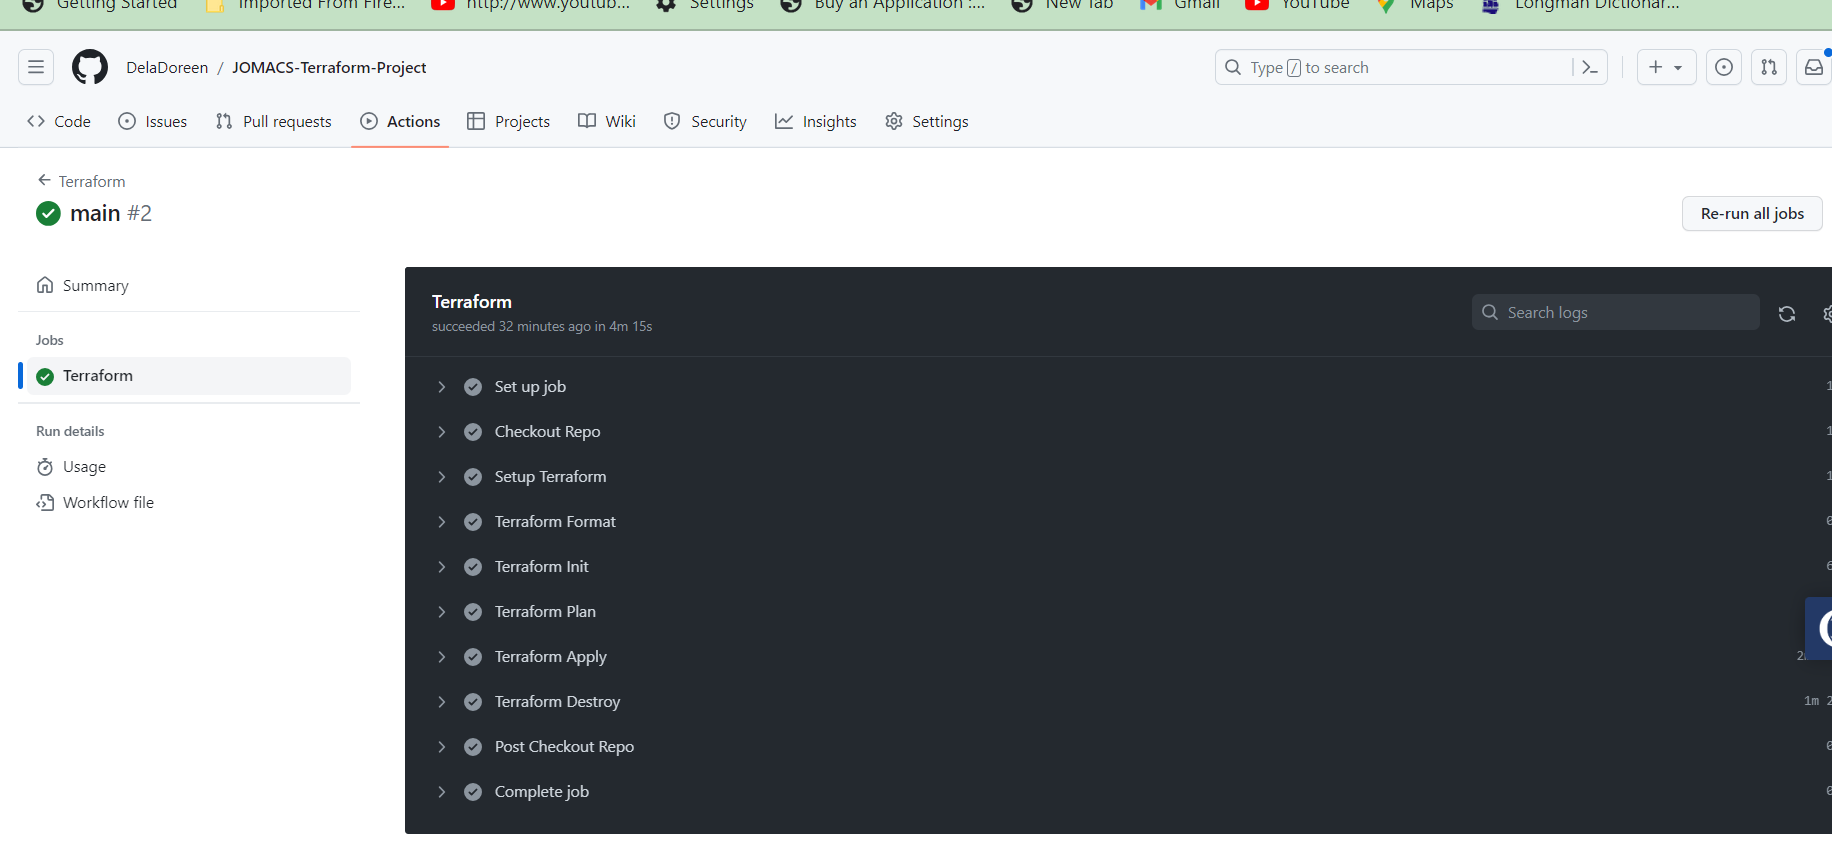 Getting Started Imported From Fire... http://www.youtub... Settings Buy an Application :... New Tab Gmail YouTube Maps Longman Dictionar...
DelaDoreen / JOMACS-Terraform-Project Type / to search
Code Issues Pull requests Actions Projects Wiki Security Insights Settings
Terraform
main #2
Re-run all jobs
Summary
Jobs
Terraform
Run details
Usage
Workflow file
Terraform
succeeded 32 minutes ago in 4m 15s
Search logs
Set up job
Checkout Repo
Setup Terraform
Terraform Format
Terraform Init
Terraform Plan
Terraform Apply
Terraform Destroy 1m
Post Checkout Repo
Complete job